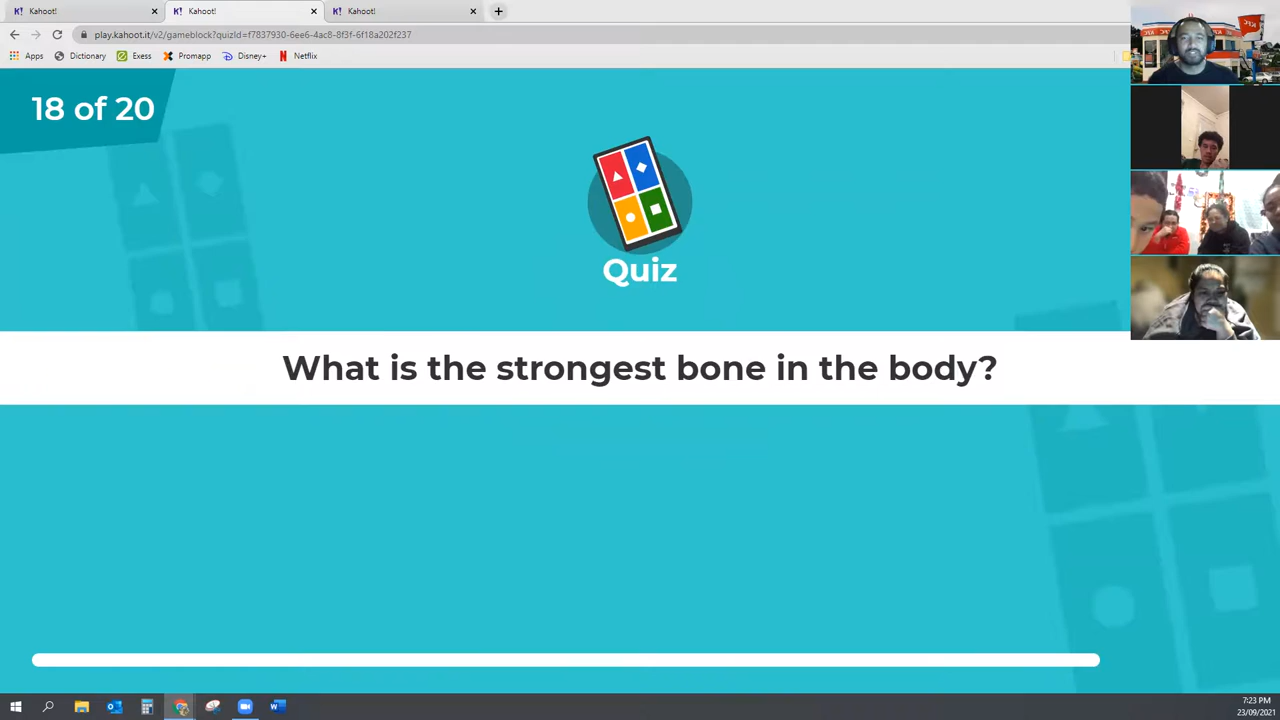 Kahoot!
Kahoot!
Kahoot!
play.kahoot.it/v2/gameblock?quizId=f7837930-6ee6-4ac8-8f3f-6f18a202f237
Apps Dictionary Exess Promapp Disney+ Netflix
18 of 20
Quiz
What is the strongest bone in the body?
7:23 PM
23/09/2021